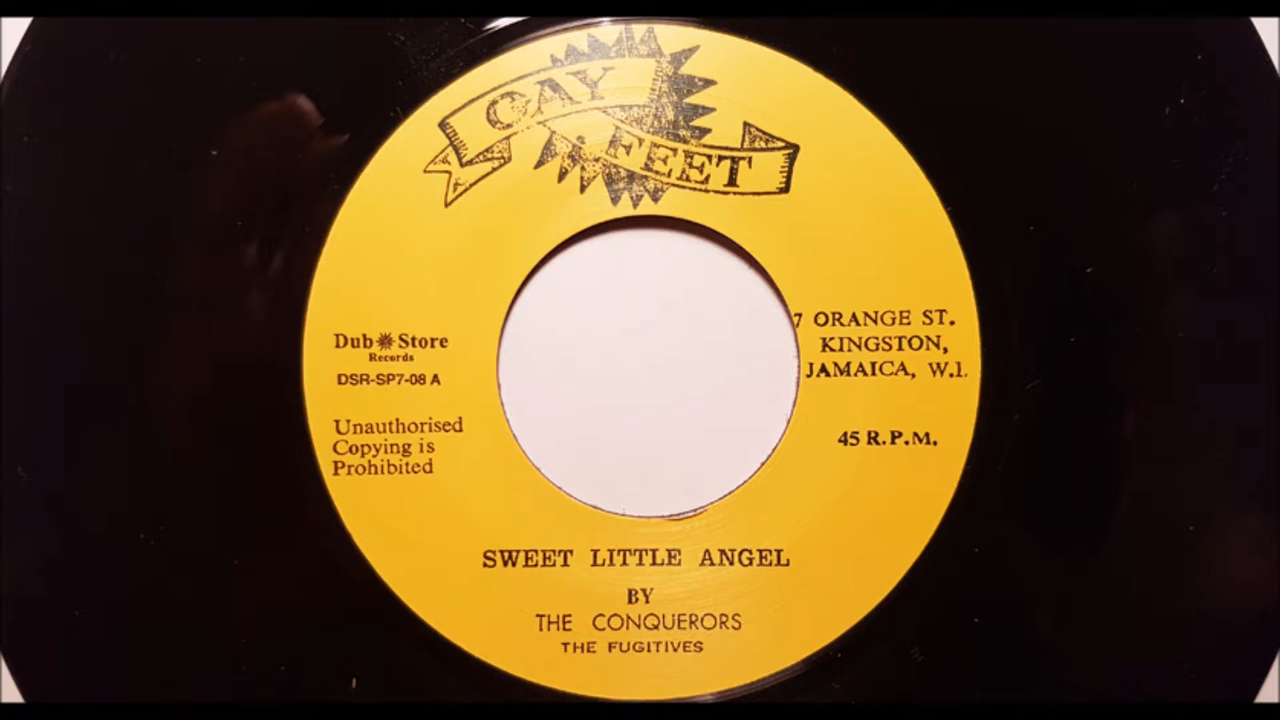 GAY
FEET
Dub Store
Records
DSR-SP7-08 A
Unauthorised
Copying is
Prohibited
7 ORANGE ST.
KINGSTON,
JAMAICA, W.I.
45 R.P.M.
SWEET LITTLE ANGEL
BY
THE CONQUERORS
THE FUGITIVES